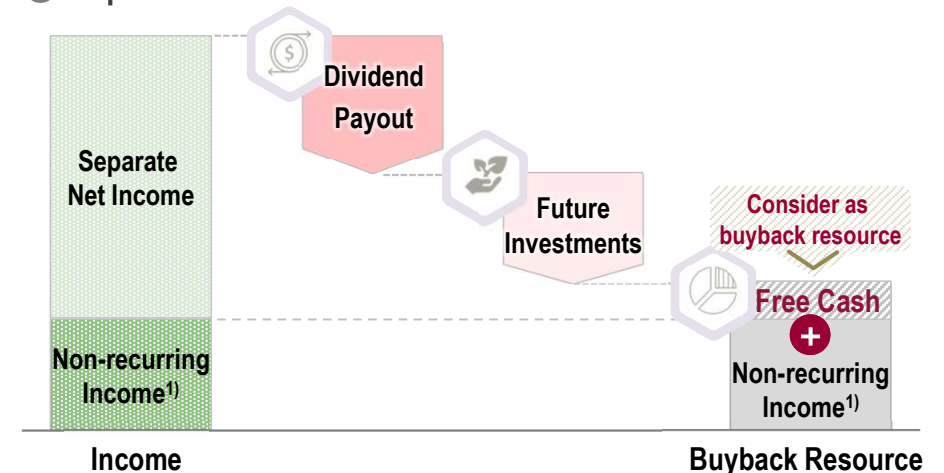 Dividend
Payout
Separate
Net Income
Future
Investments
Consider as
buyback resource
Free Cash
+
Non-recurring
Income¹⁾
Non-recurring
Income¹⁾
Income
Buyback Resource